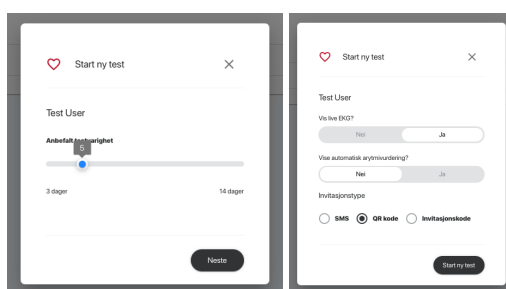 Start ny test
Test User
Anbefalt testvarighet
5
3 dager 14 dager
Neste
Start ny test
Test User
Vis live EKG?
Nei Ja
Vise automatisk arytmivurdering?
Nei Ja
Invitasjonstype
SMS QR kode Invitasjonskode
Start ny test